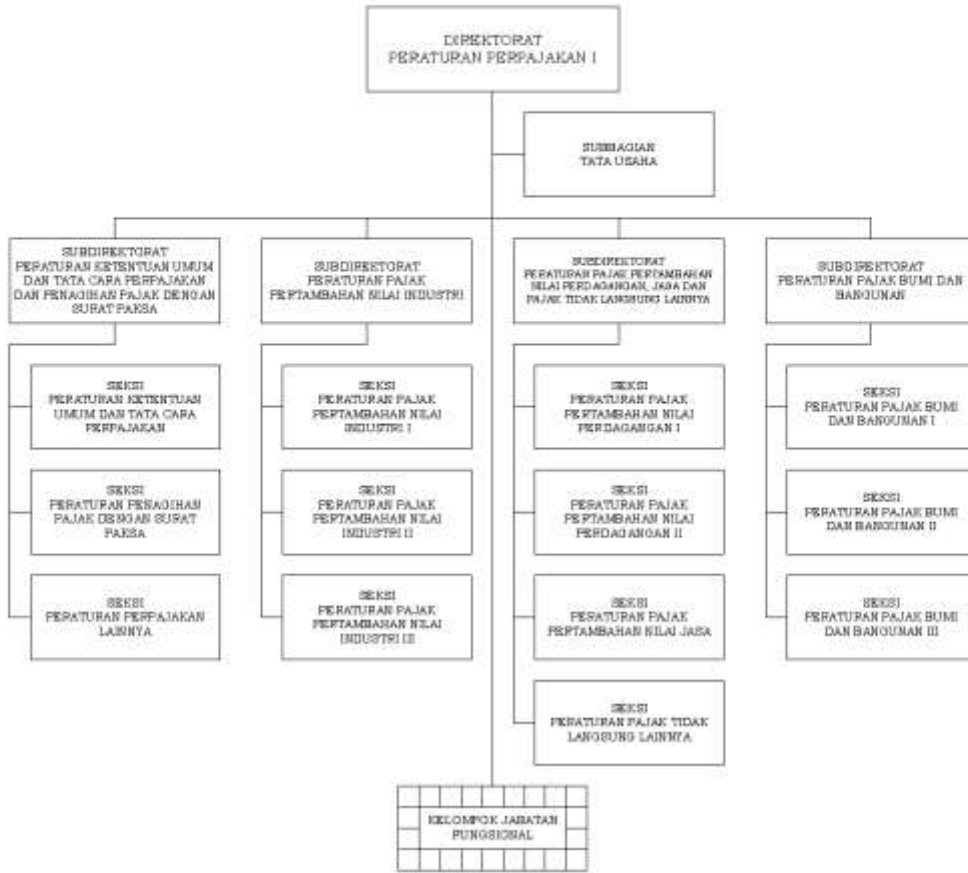 DIREKTORAT
PERATURAN PERPAJAKAN I
SUBBAGIAN
TATA USAHA
SUBDIREKTORAT
PERATURAN KETENTUAN UMUM
DAN TATA CARA PERPAJAKAN
DAN PENAGIHAN PAJAK DENGAN
SURAT PAKSA
SUBDIREKTORAT
PERATURAN PAJAK
PERTAMBAHAN NILAI INDUSTRI
SUBDIREKTORAT
PERATURAN PAJAK PERTAMBAHAN
NILAI PERDAGANGAN, JASA DAN
PAJAK TIDAK LANGSUNG LAINNYA
SUBDIREKTORAT
PERATURAN PAJAK BUMI DAN
BANGUNAN
SEKSI
PERATURAN KETENTUAN
UMUM DAN TATA CARA
PERPAJAKAN
SEKSI
PERATURAN PAJAK
PERTAMBAHAN NILAI
INDUSTRI I
SEKSI
PERATURAN PAJAK
PERTAMBAHAN NILAI
PERDAGANGAN I
SEKSI
PERATURAN PAJAK BUMI
DAN BANGUNAN I
SEKSI
PERATURAN PENAGIHAN
PAJAK DENGAN SURAT
PAKSA
SEKSI
PERATURAN PAJAK
PERTAMBAHAN NILAI
INDUSTRI II
SEKSI
PERATURAN PAJAK
PERTAMBAHAN NILAI
PERDAGANGAN II
SEKSI
PERATURAN PAJAK BUMI
DAN BANGUNAN II
SEKSI
PERATURAN PERPAJAKAN
LAINNYA
SEKSI
PERATURAN PAJAK
PERTAMBAHAN NILAI
INDUSTRI III
SEKSI
PERATURAN PAJAK
PERTAMBAHAN NILAI JASA
SEKSI
PERATURAN PAJAK BUMI
DAN BANGUNAN III
SEKSI
PERATURAN PAJAK TIDAK
LANGSUNG LAINNYA
KELOMPOK JABATAN
FUNGSIONAL